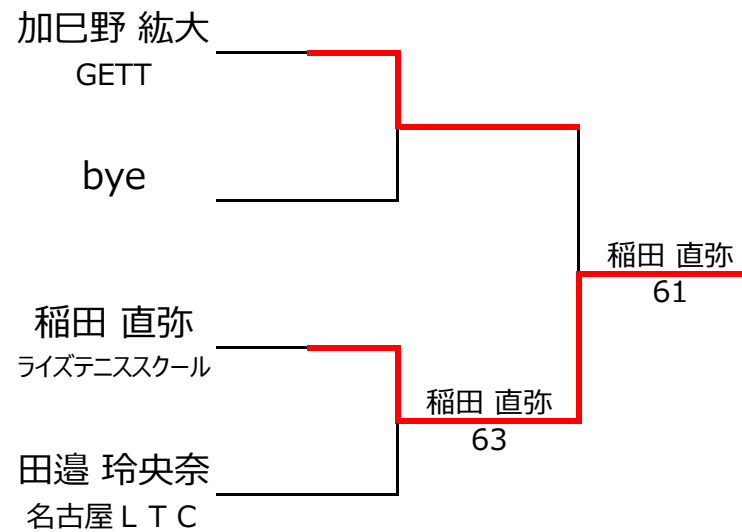 加巳野 紘大
GETT
bye
稲田 直弥
61
稲田 直弥
ライズテニススクール
稲田 直弥
63
田邉 玲央奈
名古屋ＬＴＣ